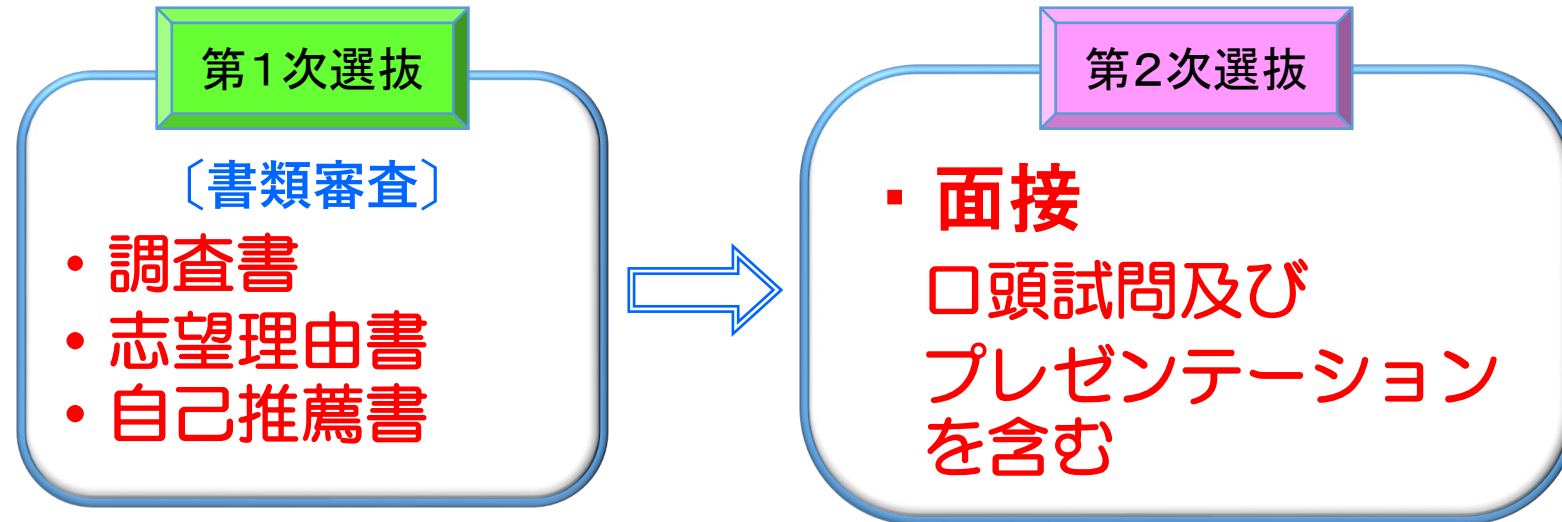 第1次選抜
〔書類審査〕
・調査書
・志望理由書
・自己推薦書
第2次選抜
・面接
口頭試問及び
プレゼンテーション
を含む